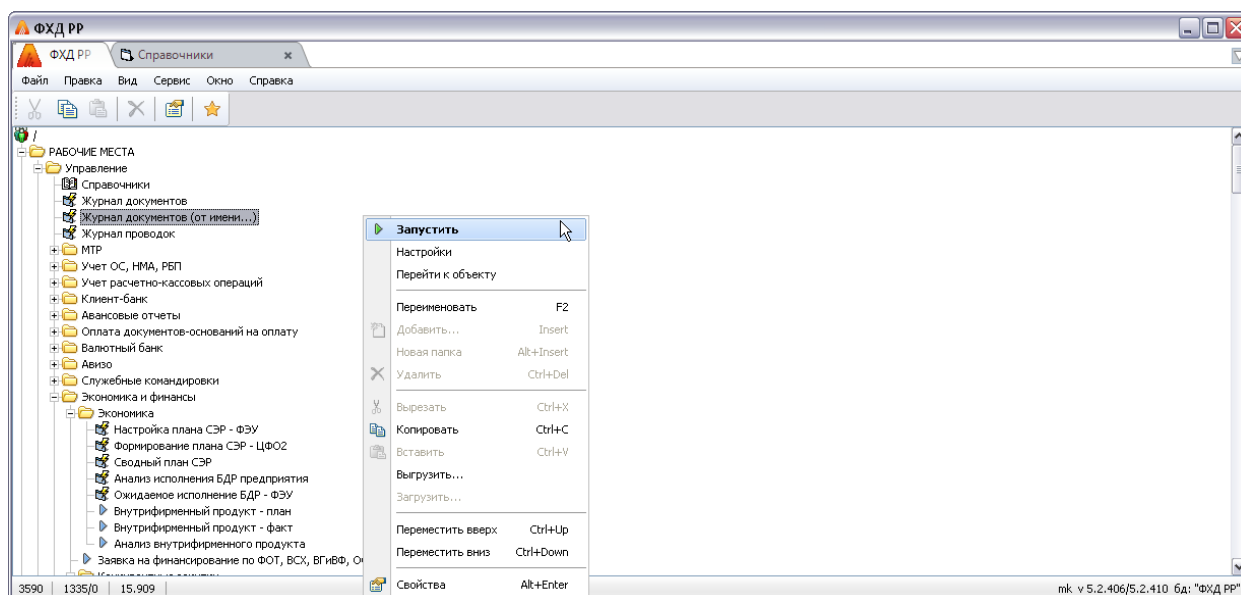 ФХД РР
ФХД РР Справочники
Файл Правка Вид Сервис Окно Справка
/
РАБОЧИЕ МЕСТА
Управление
Справочники
Журнал документов
Журнал документов (от имени...)
Журнал проводок
МТР
Учет ОС, НМА, РБП
Учет расчетно-кассовых операций
Клиент-банк
Авансовые отчеты
Оплата документов-оснований на оплату
Валютный банк
Авизо
Служебные командировки
Экономика и финансы
Экономика
Настройка плана СЭР - ФЭУ
Формирование плана СЭР - ЦФО2
Сводный план СЭР
Анализ исполнения БДР предприятия
Ожидаемое исполнение БДР - ФЭУ
Внутрифирменный продукт - план
Внутрифирменный продукт - факт
Анализ внутрифирменного продукта
Заявка на финансирование по ФОТ, ВСХ, ВГиВФ,
Запустить
Настройки
Перейти к объекту
Переименовать F2
Добавить... Insert
Новая папка Alt+Insert
Удалить Ctrl+Del
Вырезать Ctrl+X
Копировать Ctrl+C
Вставить Ctrl+V
Выгрузить...
Загрузить...
Переместить вверх Ctrl+Up
Переместить вниз Ctrl+Down
Свойства Alt+Enter
3590 1335/0 15.909 mk v 5.2.406/5.2.410 бд: "ФХД РР"